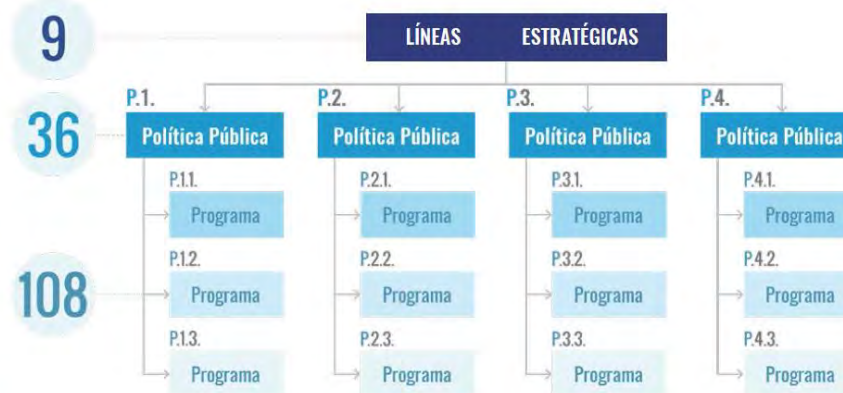 9
LÍNEAS ESTRATÉGICAS
P.1. P.2. P.3. P.4.
36
Política Pública Política Pública Política Pública Política Pública
P.1.1. P.2.1. P.3.1. P.4.1.
Programa Programa Programa Programa
P.1.2. P.2.2. P.3.2. P.4.2.
108
Programa Programa Programa Programa
P.1.3. P.2.3. P.3.3. P.4.3.
Programa Programa Programa Programa